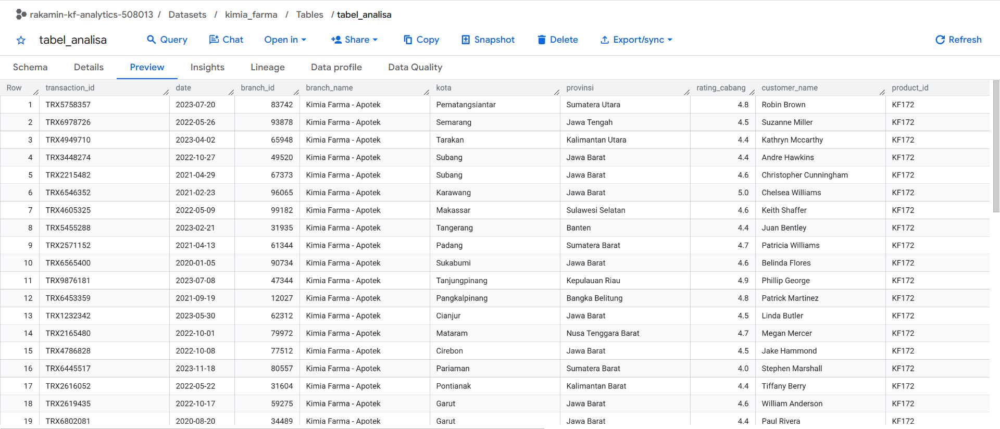 rakamin-kf-analytics-508013 / Datasets / kimia_farma / Tables / tabel_analisa
tabel_analisa Query Chat Open in Share Copy Snapshot Delete Export/sync Refresh
Schema Details Preview Insights Lineage Data profile Data Quality
Row transaction_id date branch_id branch_name kota provinsi rating_cabang customer_name product_id
1 TRX5758357 2023-07-20 83742 Kimia Farma - Apotek Pematangsiantar Sumatera Utara 4.8 Robin Brown KF172
2 TRX6978726 2022-05-26 93878 Kimia Farma - Apotek Semarang Jawa Tengah 4.5 Suzanne Miller KF172
3 TRX4949710 2023-04-02 65948 Kimia Farma - Apotek Tarakan Kalimantan Utara 4.4 Kathryn Mccarthy KF172
4 TRX3448274 2022-10-27 49520 Kimia Farma - Apotek Subang Jawa Barat 4.4 Andre Hawkins KF172
5 TRX2215482 2021-04-29 67373 Kimia Farma - Apotek Subang Jawa Barat 4.6 Christopher Cunningham KF172
6 TRX6546352 2021-02-23 96065 Kimia Farma - Apotek Karawang Jawa Barat 5.0 Chelsea Williams KF172
7 TRX4605325 2022-05-09 99182 Kimia Farma - Apotek Makassar Sulawesi Selatan 4.6 Keith Shaffer KF172
8 TRX5455288 2023-02-21 31935 Kimia Farma - Apotek Tangerang Banten 4.4 Juan Bentley KF172
9 TRX2571152 2021-04-13 61344 Kimia Farma - Apotek Padang Sumatera Barat 4.7 Patricia Williams KF172
10 TRX6565400 2020-01-05 90734 Kimia Farma - Apotek Sukabumi Jawa Barat 4.6 Belinda Flores KF172
11 TRX9876181 2023-07-08 47344 Kimia Farma - Apotek Tanjungpinang Kepulauan Riau 4.9 Phillip George KF172
12 TRX6453359 2021-09-19 12027 Kimia Farma - Apotek Pangkalpinang Bangka Belitung 4.8 Patrick Martinez KF172
13 TRX1232342 2023-05-30 62312 Kimia Farma - Apotek Cianjur Jawa Barat 4.5 Linda Butler KF172
14 TRX2165480 2022-10-01 79972 Kimia Farma - Apotek Mataram Nusa Tenggara Barat 4.7 Megan Mercer KF172
15 TRX4786828 2022-10-08 77512 Kimia Farma - Apotek Cirebon Jawa Barat 4.5 Jake Hammond KF172
16 TRX6445517 2023-11-18 80557 Kimia Farma - Apotek Pariaman Sumatera Barat 4.0 Stephen Marshall KF172
17 TRX2616052 2022-05-22 31604 Kimia Farma - Apotek Pontianak Kalimantan Barat 4.4 Tiffany Berry KF172
18 TRX2619435 2022-10-17 59275 Kimia Farma - Apotek Garut Jawa Barat 4.6 William Anderson KF172
19 TRX6802081 2020-08-20 34489 Kimia Farma - Apotek Garut Jawa Barat 4.4 Paul Rivera KF172